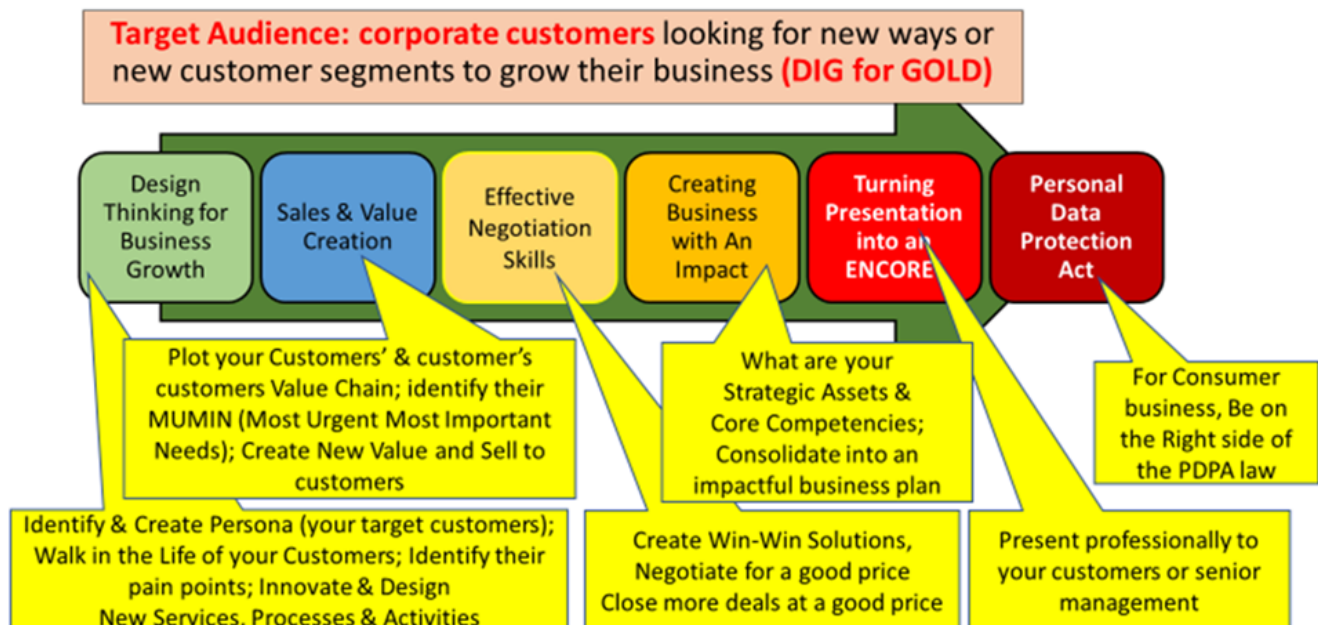 Target Audience: corporate customers looking for new ways or
new customer segments to grow their business (DIG for GOLD)
Design
Thinking for
Business
Growth
Sales & Value
Creation
Effective
Negotiation
Skills
Creating
Business
with An
Impact
Turning
Presentation
into an
ENCORE
Personal
Data
Protection
Act
Plot your Customers' & customer's
customers Value Chain; identify their
MUMIN (Most Urgent Most Important
Needs); Create New Value and Sell to
customers
What are your
Strategic Assets &
Core Competencies;
Consolidate into an
impactful business plan
For Consumer
business, Be on
the Right side of
the PDPA law
Identify & Create Persona (your target customers);
Walk in the Life of your Customers; Identify their
pain points; Innovate & Design
New Services, Processes & Activities
Create Win-Win Solutions,
Negotiate for a good price
Close more deals at a good price
Present professionally to
your customers or senior
management